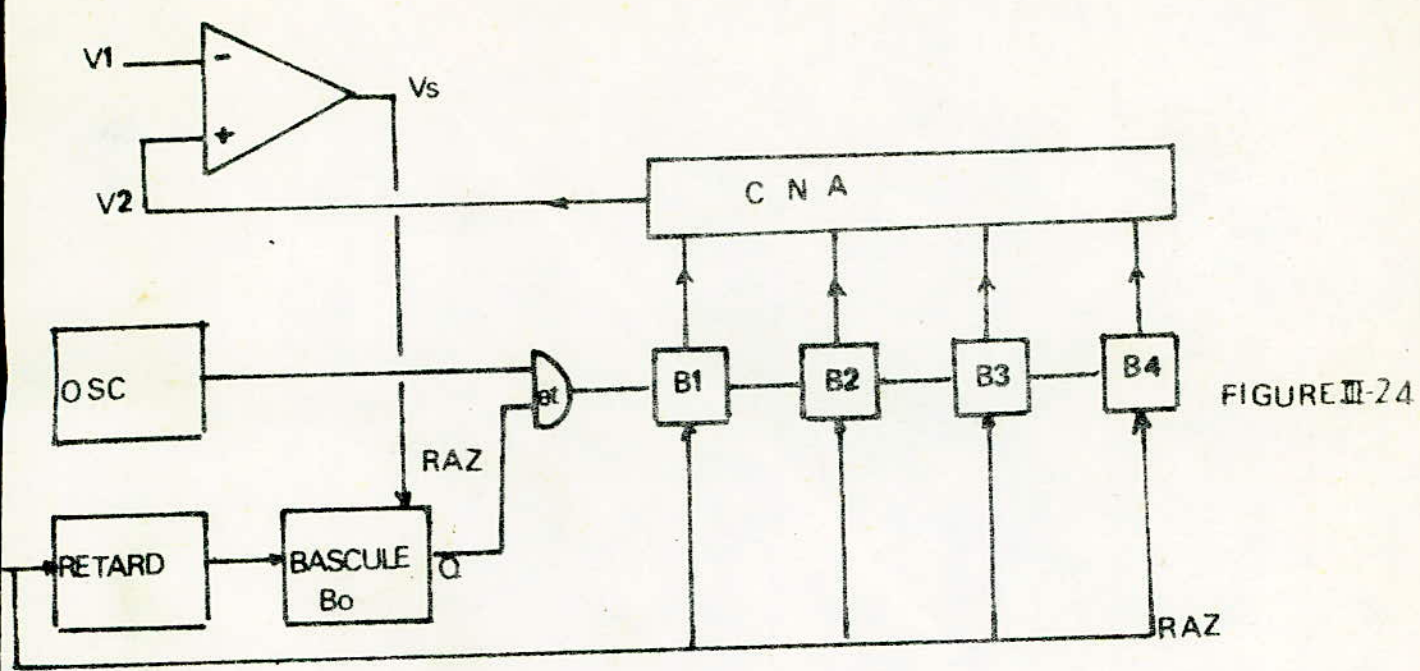 V1
-
Vs
+
V2
C N A
OSC
et
B1
B2
B3
B4
FIGURE III-24
RAZ
RETARD
BASCULE
Bo
Q
RAZ